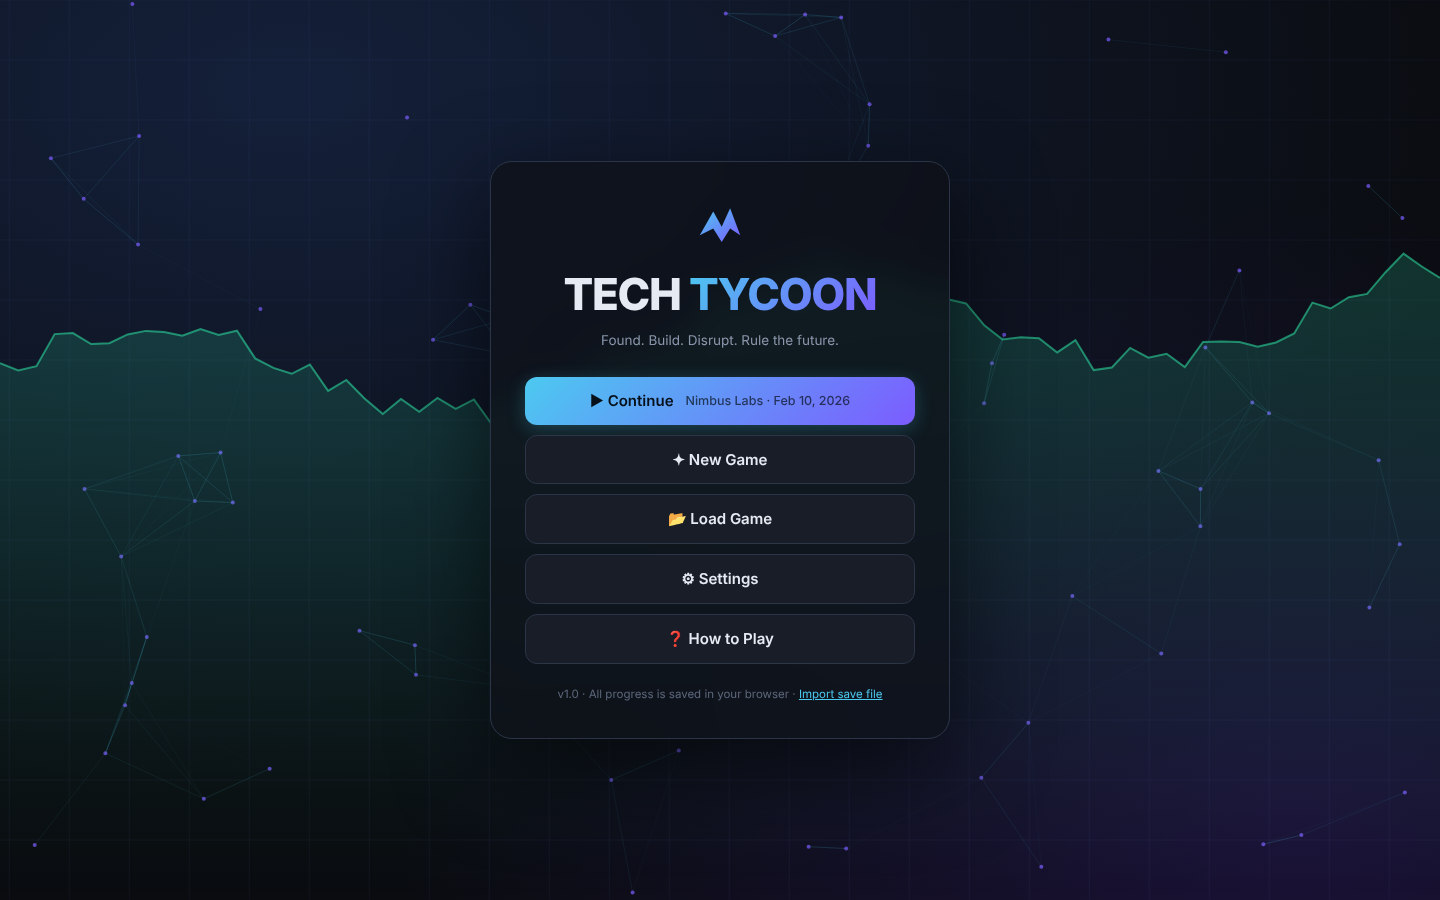 TECH TYCOON
Found. Build. Disrupt. Rule the future.
▶ Continue Nimbus Labs · Feb 10, 2026
✦ New Game
📂 Load Game
⚙ Settings
❓ How to Play
v1.0 · All progress is saved in your browser · Import save file